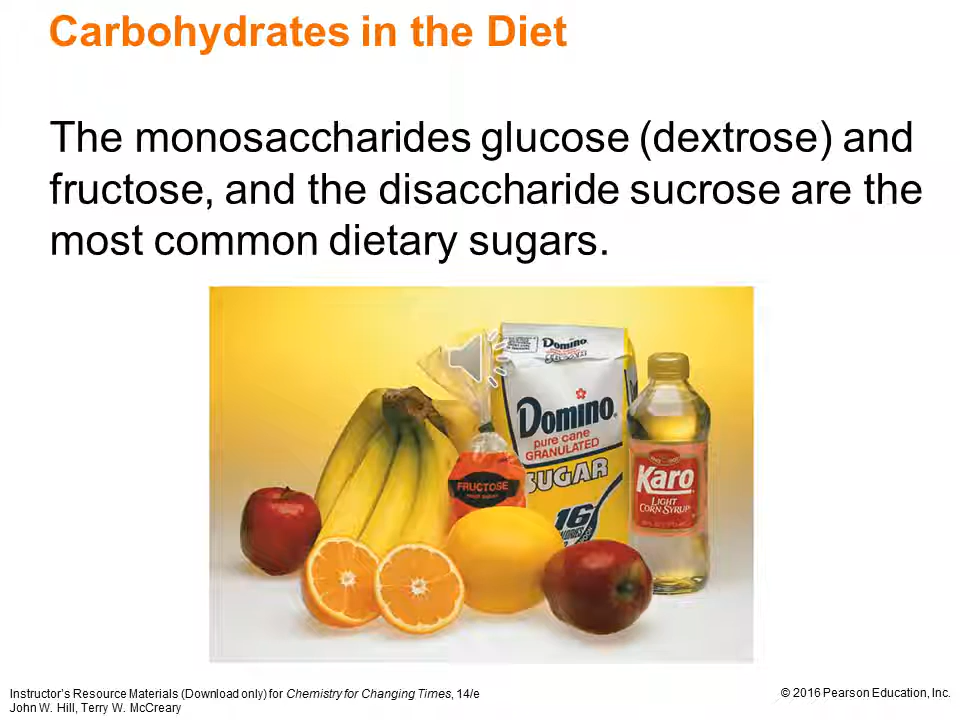 Carbohydrates in the Diet
The monosaccharides glucose (dextrose) and
fructose, and the disaccharide sucrose are the
most common dietary sugars.
Domino
Domino
pure cane
GRANULATED
SUGAR
16
FRUCTOSE
Karo
LIGHT
CORN SYRUP
Instructor's Resource Materials (Download only) for Chemistry for Changing Times, 14/e
John W. Hill, Terry W. McCreary
© 2016 Pearson Education, Inc.